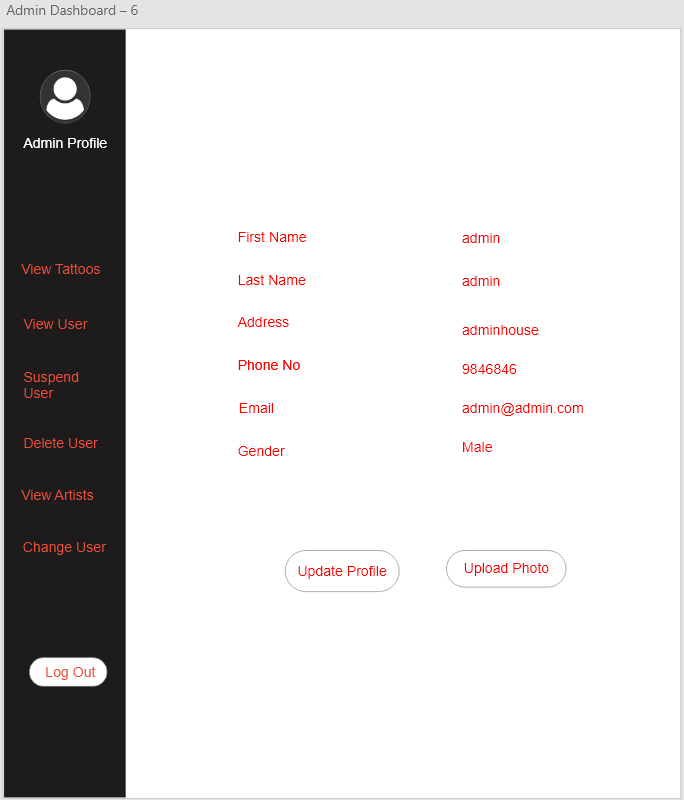 Admin Dashboard – 6
Admin Profile
View Tattoos
View User
Suspend
User
Delete User
View Artists
Change User
Log Out
First Name admin
Last Name admin
Address adminhouse
Phone No 9846846
Email admin@admin.com
Gender Male
Update Profile Upload Photo